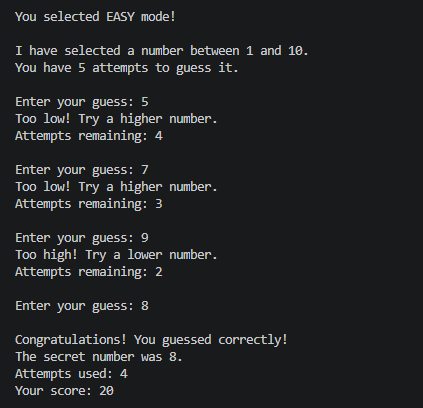 You selected EASY mode!
I have selected a number between 1 and 10.
You have 5 attempts to guess it.
Enter your guess: 5
Too low! Try a higher number.
Attempts remaining: 4
Enter your guess: 7
Too low! Try a higher number.
Attempts remaining: 3
Enter your guess: 9
Too high! Try a lower number.
Attempts remaining: 2
Enter your guess: 8
Congratulations! You guessed correctly!
The secret number was 8.
Attempts used: 4
Your score: 20